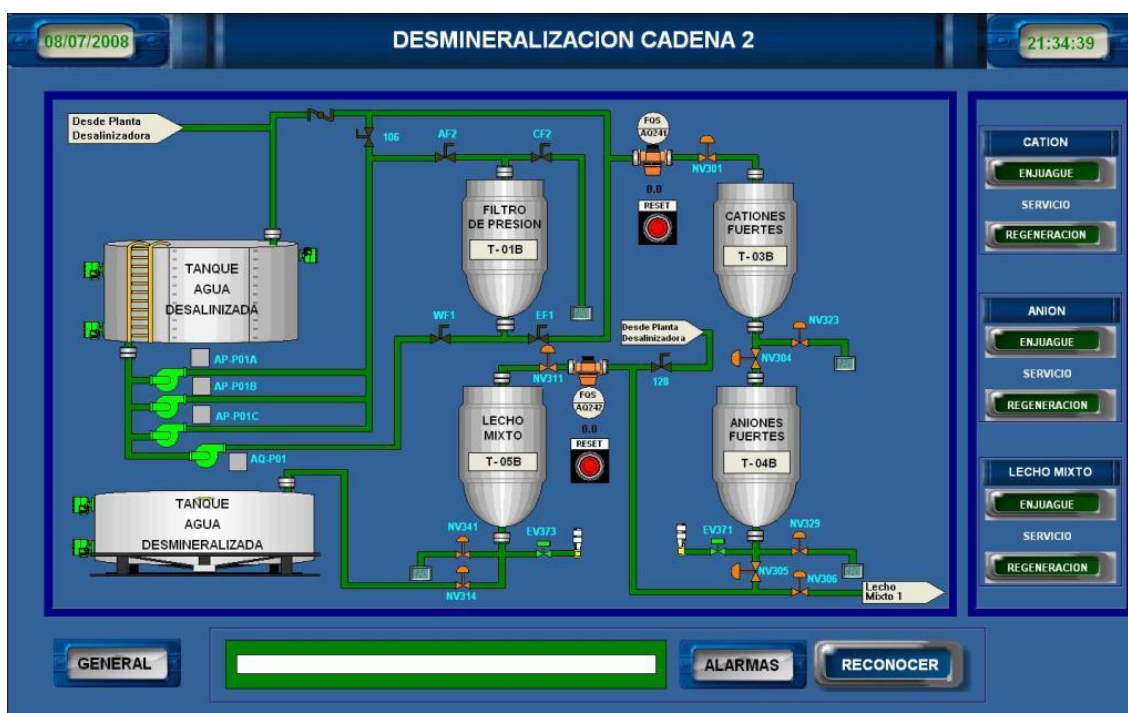 08/07/2008
DESMINERALIZACION CADENA 2
21:34:39
Desde Planta
Desalinizadora
106
AF2
CF2
FQS
AQ241
0.0
RESET
NV301
FILTRO
DE PRESION
T-01B
CATIONES
FUERTES
T-03B
TANQUE
AGUA
DESALINIZADA
WF1
EF1
Desde Planta
Desalinizadora
NV323
NV304
AP-P01A
AP-P01B
AP-P01C
AQ-P01
NV311
128
FQS
AQ242
0.0
RESET
LECHO
MIXTO
T-05B
ANIONES
FUERTES
T-04B
TANQUE
AGUA
DESMINERALIZADA
NV341
EV373
NV314
EV371
NV329
NV305
NV306
Lecho
Mixto 1
CATION
ENJUAGUE
SERVICIO
REGENERACION
ANION
ENJUAGUE
SERVICIO
REGENERACION
LECHO MIXTO
ENJUAGUE
SERVICIO
REGENERACION
GENERAL
ALARMAS
RECONOCER